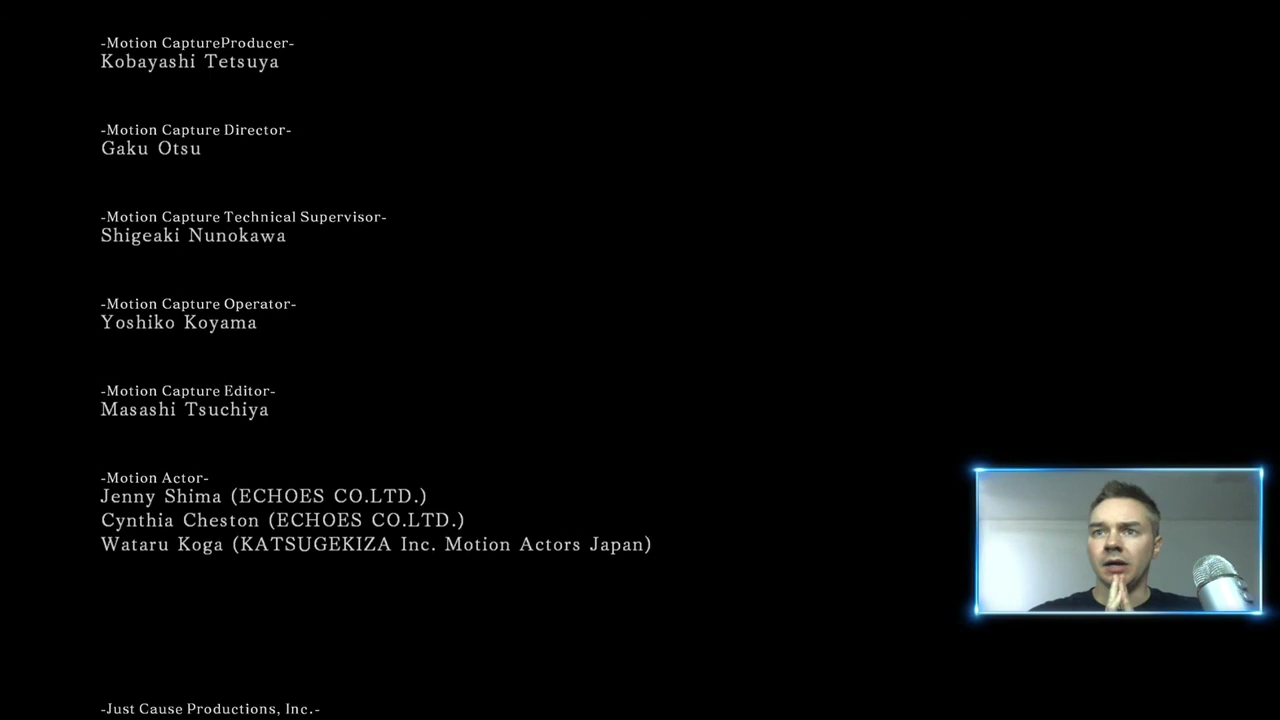 -Motion CaptureProducer-
Kobayashi Tetsuya
-Motion Capture Director-
Gaku Otsu
-Motion Capture Technical Supervisor-
Shigeaki Nunokawa
-Motion Capture Operator-
Yoshiko Koyama
-Motion Capture Editor-
Masashi Tsuchiya
-Motion Actor-
Jenny Shima (ECHOES CO.LTD.)
Cynthia Cheston (ECHOES CO.LTD.)
Wataru Koga (KATSUGEKIZA Inc. Motion Actors Japan)
-Just Cause Productions, Inc.-